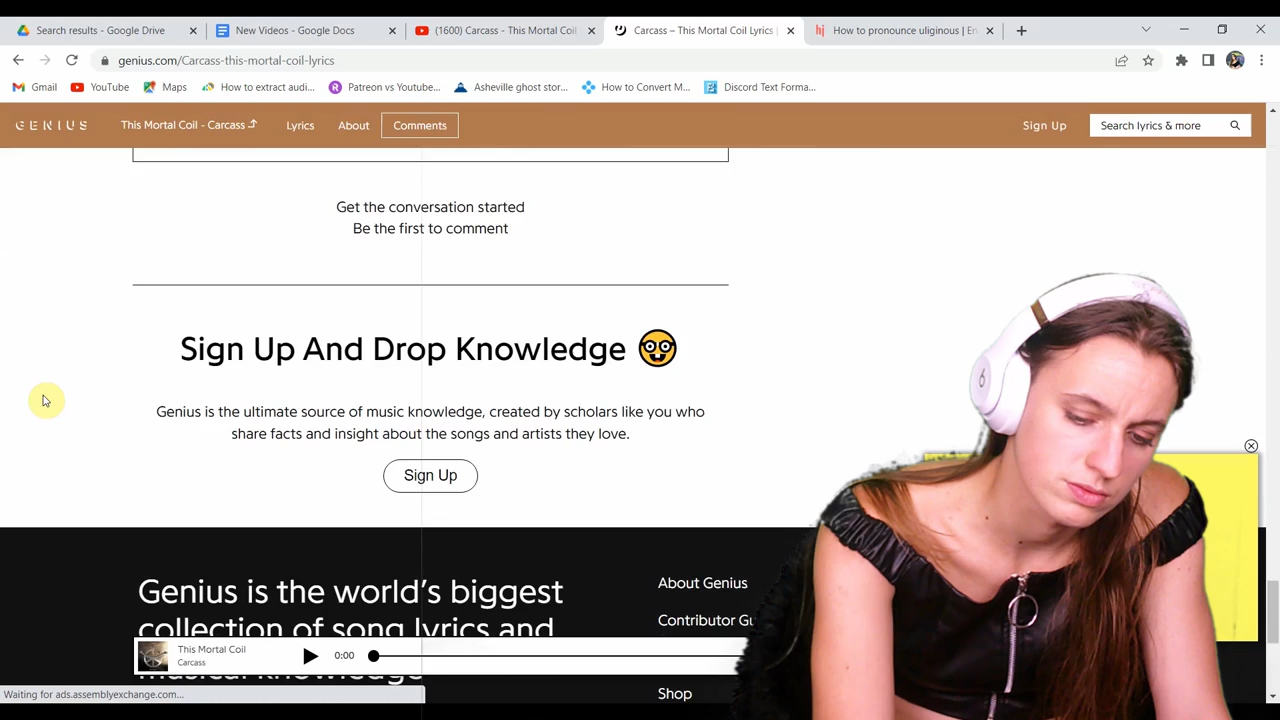 Search results - Google Drive
New Videos - Google Docs
(1600) Carcass - This Mortal Coil
Carcass – This Mortal Coil Lyrics |
How to pronounce uliginous | En
genius.com/Carcass-this-mortal-coil-lyrics
Gmail
YouTube
Maps
How to extract audi...
Patreon vs Youtube...
Asheville ghost stor...
How to Convert M...
Discord Text Forma...
GENIUS
This Mortal Coil - Carcass
Lyrics
About
Comments
Sign Up
Search lyrics & more
Get the conversation started
Be the first to comment
Sign Up And Drop Knowledge 🤓
Genius is the ultimate source of music knowledge, created by scholars like you who
share facts and insight about the songs and artists they love.
Sign Up
Genius is the world’s biggest
collection of song lyrics and
musical knowledge
About Genius
Contributor Gu
Shop
This Mortal Coil
Carcass
0:00
Waiting for ads.assemblyexchange.com...